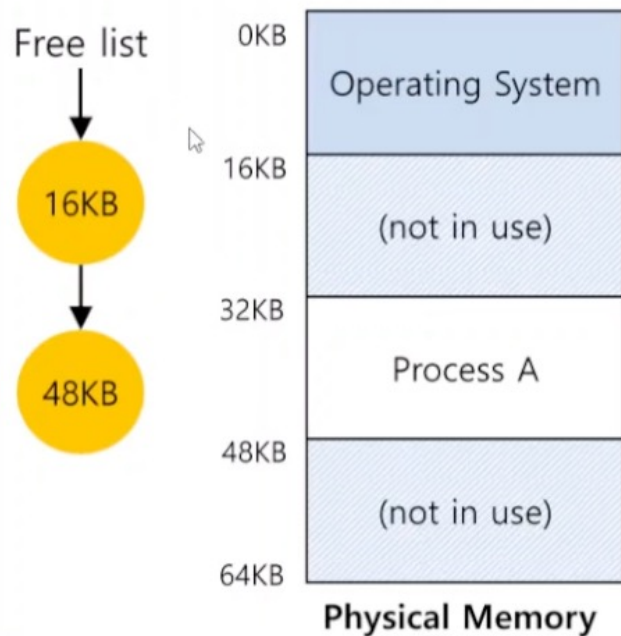 Free list
16KB
48KB
0KB
Operating System
16KB
(not in use)
32KB
Process A
48KB
(not in use)
64KB
Physical Memory